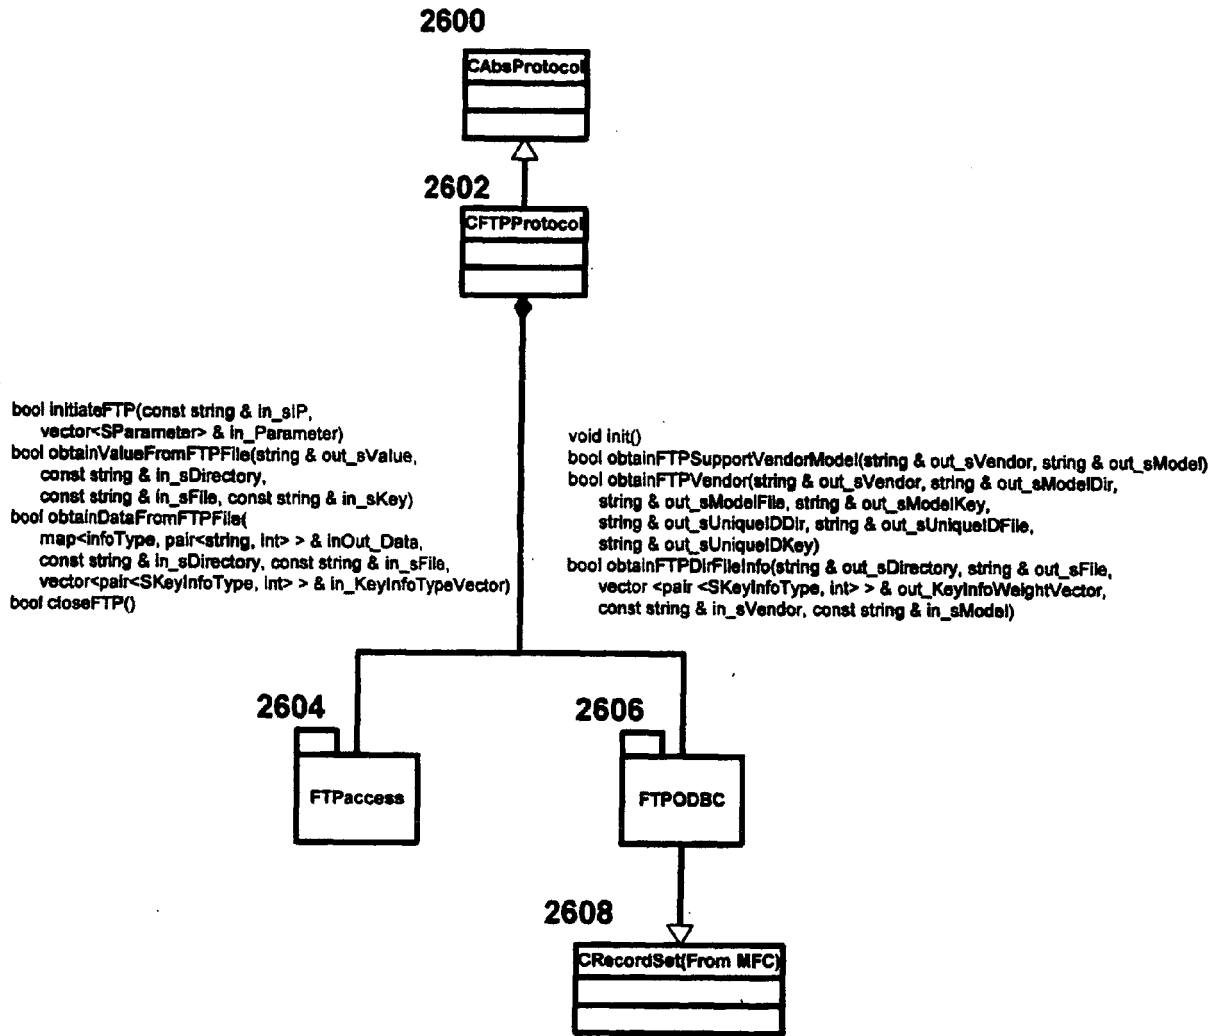 2600
CAbsProtocol
2602
CFTPProtocol
bool initiateFTP(const string & in_sIP,
vector<SParameter> & in_Parameter)
bool obtainValueFromFTPFile(string & out_sValue,
const string & in_sDirectory,
const string & in_sFile, const string & in_sKey)
bool obtainDataFromFTPFile(
map<infoType, pair<string, int> > & inOut_Data,
const string & in_sDirectory, const string & in_sFile,
vector<pair<SKeyInfoType, int> > & in_KeyInfoTypeVector)
bool closeFTP()
void init()
bool obtainFTPSupportVendorModel(string & out_sVendor, string & out_sModel)
bool obtainFTPVendor(string & out_sVendor, string & out_sModelDir,
string & out_sModelFile, string & out_sModelKey,
string & out_sUniqueIDDir, string & out_sUniqueIDFile,
string & out_sUniqueIDKey)
bool obtainFTPDirFileInfo(string & out_sDirectory, string & out_sFile,
vector <pair <SKeyInfoType, int> > & out_KeyInfoWeightVector,
const string & in_sVendor, const string & in_sModel)
2604
FTPaccess
2606
FTPODBC
2608
CRecordSet(From MFC)